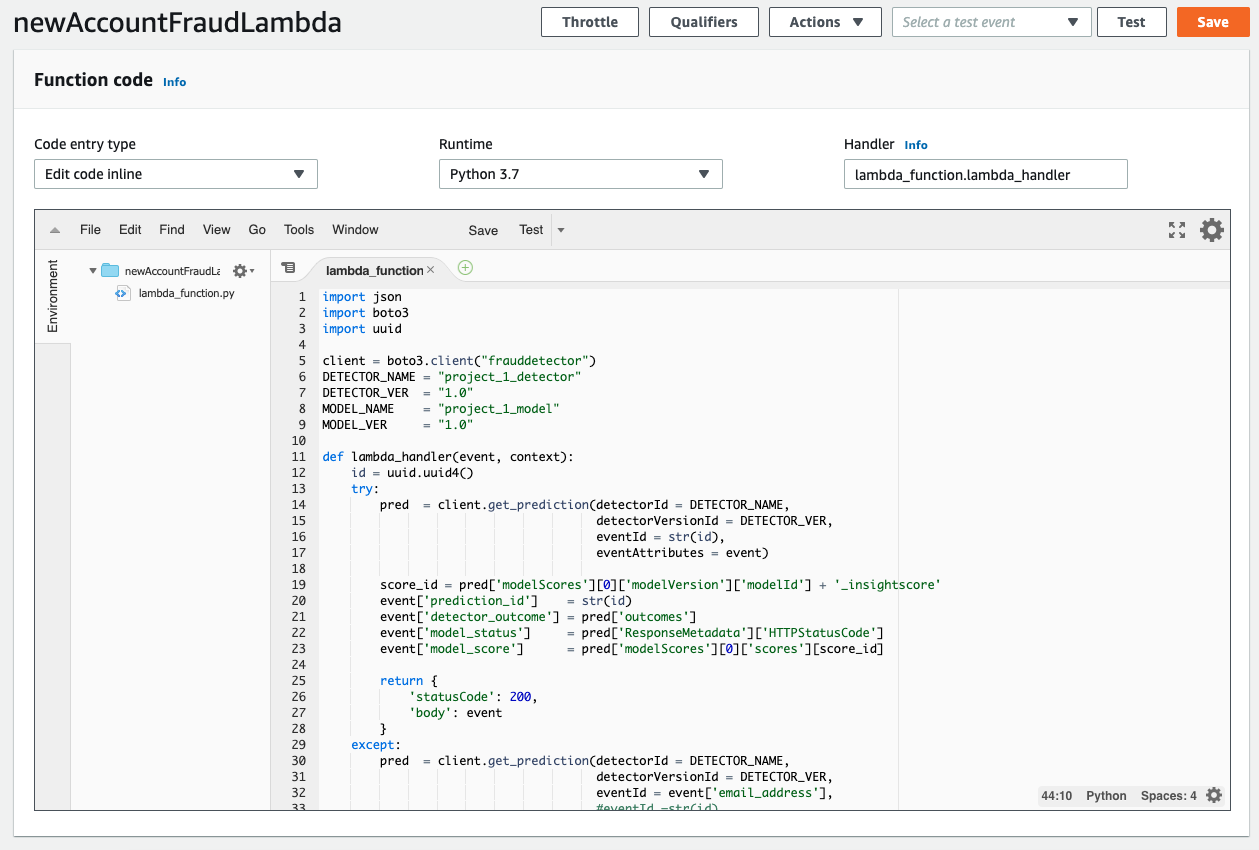 newAccountFraudLambda
Throttle Qualifiers Actions Select a test event Test Save
Function code Info
Code entry type Runtime Handler Info
Edit code inline Python 3.7 lambda_function.lambda_handler
File Edit Find View Go Tools Window Save Test
Environment
newAccountFraudLa
lambda_function.py
lambda_function
1 import json
2 import boto3
3 import uuid
4
5 client = boto3.client("frauddetector")
6 DETECTOR_NAME = "project_1_detector"
7 DETECTOR_VER  = "1.0"
8 MODEL_NAME    = "project_1_model"
9 MODEL_VER     = "1.0"
10
11 def lambda_handler(event, context):
12     id = uuid.uuid4()
13     try:
14         pred  = client.get_prediction(detectorId = DETECTOR_NAME,
15                                       detectorVersionId = DETECTOR_VER,
16                                       eventId = str(id),
17                                       eventAttributes = event)
18
19         score_id = pred['modelScores'][0]['modelVersion']['modelId'] + '_insightscore'
20         event['prediction_id']    = str(id)
21         event['detector_outcome'] = pred['outcomes']
22         event['model_status']     = pred['ResponseMetadata']['HTTPStatusCode']
23         event['model_score']      = pred['modelScores'][0]['scores'][score_id]
24
25         return {
26             'statusCode': 200,
27             'body': event
28         }
29     except:
30         pred  = client.get_prediction(detectorId = DETECTOR_NAME,
31                                       detectorVersionId = DETECTOR_VER,
32                                       eventId = event['email_address'],
33                                       #eventId =str(id)
44:10 Python Spaces: 4